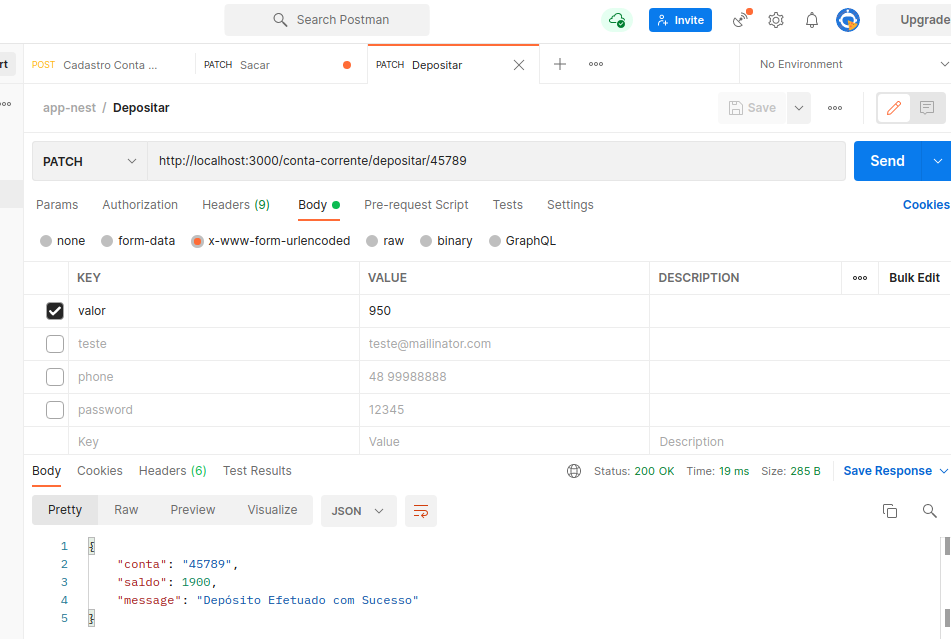 Search Postman
Invite
Upgrade
rt
POST Cadastro Conta ...
PATCH Sacar
PATCH Depositar
No Environment
app-nest / Depositar
Save
PATCH
http://localhost:3000/conta-corrente/depositar/45789
Send
Params Authorization Headers (9) Body Pre-request Script Tests Settings Cookies
none form-data x-www-form-urlencoded raw binary GraphQL
KEY VALUE DESCRIPTION Bulk Edit
valor 950
teste teste@mailinator.com
phone 48 99988888
password 12345
Key Value Description
Body Cookies Headers (6) Test Results Status: 200 OK Time: 19 ms Size: 285 B Save Response
Pretty Raw Preview Visualize JSON
1 {
2 "conta": "45789",
3 "saldo": 1900,
4 "message": "Depósito Efetuado com Sucesso"
5 }